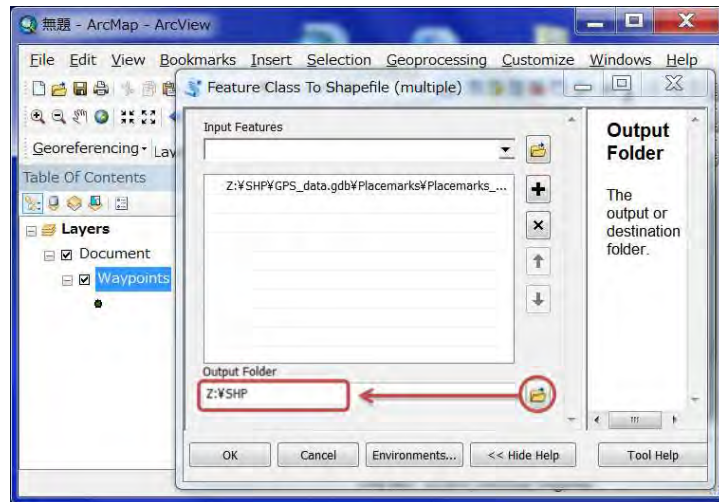 無題 - ArcMap - ArcView
File Edit View Bookmarks Insert Selection Geoprocessing Customize Windows Help
Feature Class To Shapefile (multiple)
Georeferencing Lay
Table Of Contents
Layers
Document
Waypoints
Input Features
Z:¥SHP¥GPS_data.gdb¥Placemarks¥Placemarks_...
Output Folder
Z:¥SHP
OK Cancel Environments... << Hide Help Tool Help
Output
Folder
The
output or
destination
folder.